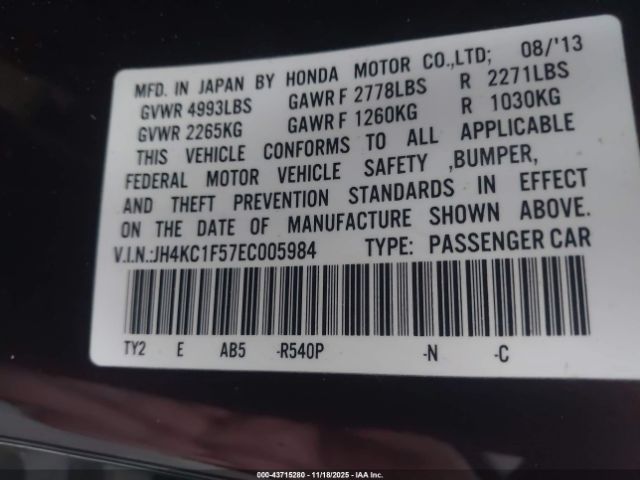 MFD. IN JAPAN BY HONDA MOTOR CO.,LTD; 08/'13
GVWR 4993LBS GAWR F 2778LBS R 2271LBS
GVWR 2265KG GAWR F 1260KG R 1030KG
THIS VEHICLE CONFORMS TO ALL APPLICABLE
FEDERAL MOTOR VEHICLE SAFETY ,BUMPER,
AND THEFT PREVENTION STANDARDS IN EFFECT
ON THE DATE OF MANUFACTURE SHOWN ABOVE.
V.I.N.:JH4KC1F57EC005984 TYPE: PASSENGER CAR
TY2 E AB5 -R540P -N -C
000-43715280 - 11/18/2025 - IAA Inc.